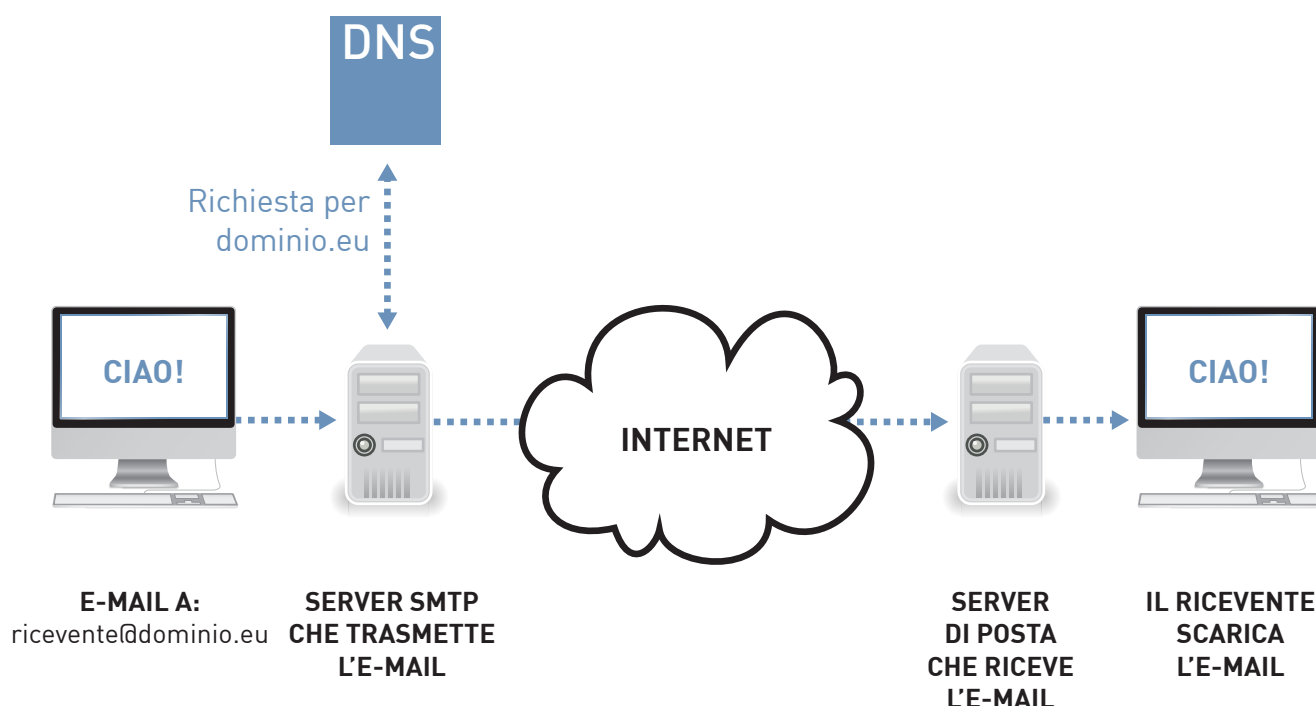 DNS
Richiesta per
dominio.eu
CIAO!
INTERNET
CIAO!
E-MAIL A:
ricevente@dominio.eu
SERVER SMTP
CHE TRASMETTE
L’E-MAIL
SERVER
DI POSTA
CHE RICEVE
L’E-MAIL
IL RICEVENTE
SCARICA
L’E-MAIL